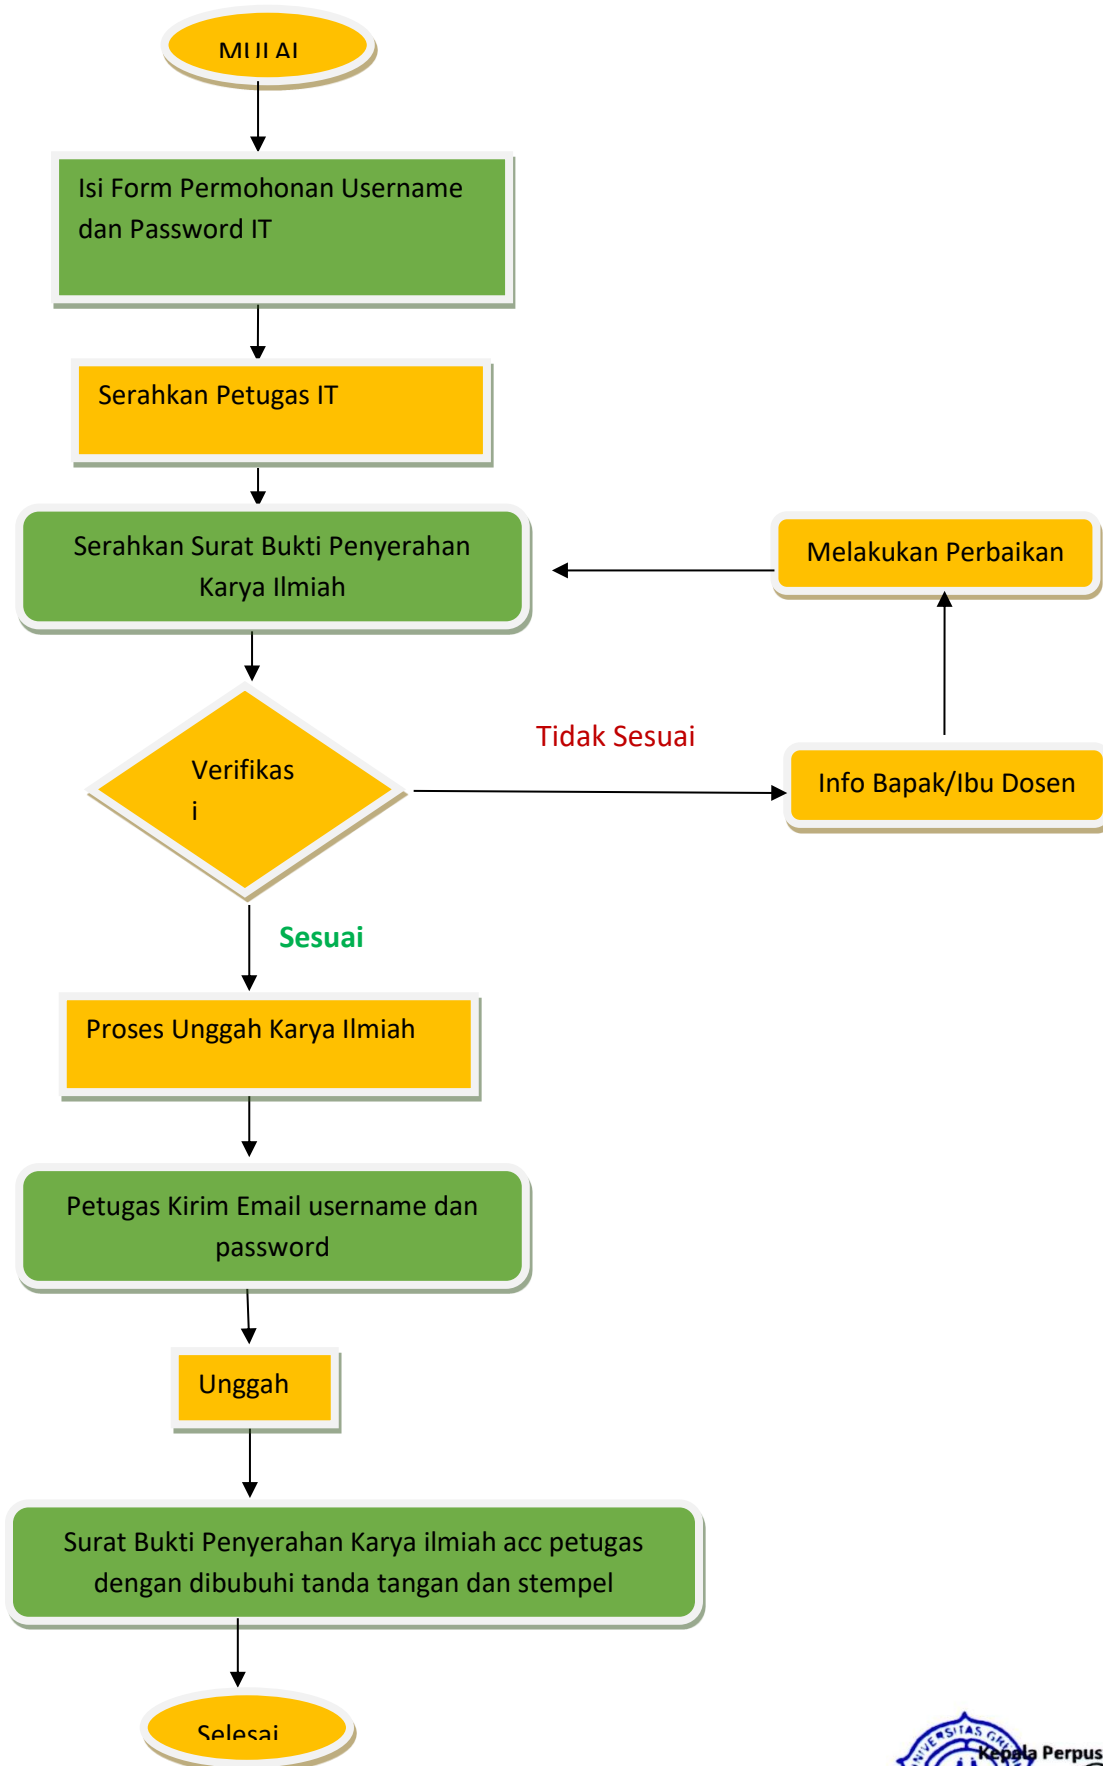 MULAI
Isi Form Permohonan Username
dan Password IT
Serahkan Petugas IT
Serahkan Surat Bukti Penyerahan
Karya Ilmiah
Melakukan Perbaikan
Verifikas
i
Tidak Sesuai
Info Bapak/Ibu Dosen
Sesuai
Proses Unggah Karya Ilmiah
Petugas Kirim Email username dan
password
Unggah
Surat Bukti Penyerahan Karya ilmiah acc petugas
dengan dibubuhi tanda tangan dan stempel
Selesai
Kepala Perpus